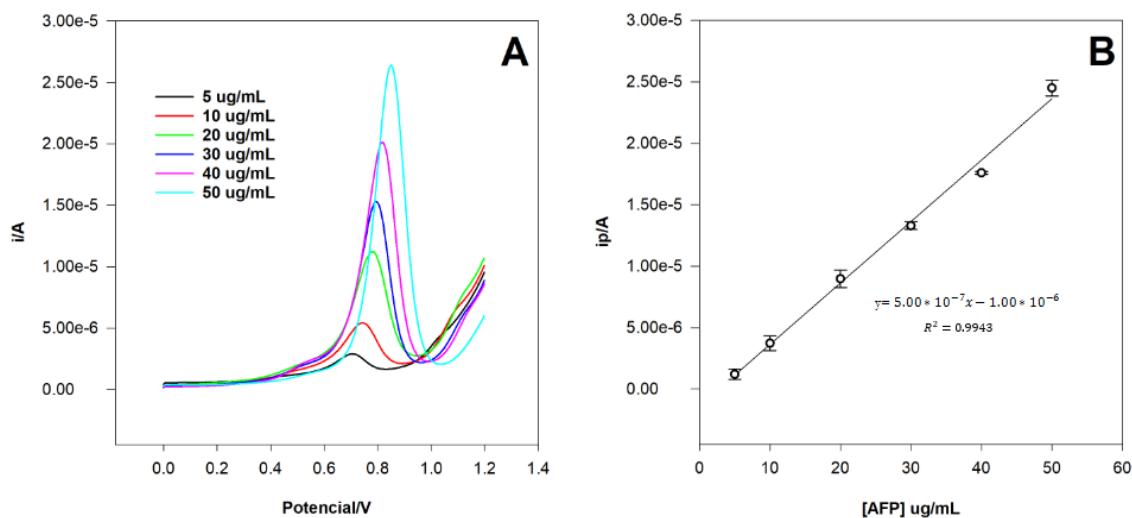 A
3.00e-5
2.50e-5
2.00e-5
1.50e-5
1.00e-5
5.00e-6
0.00
i/A
5 ug/mL
10 ug/mL
20 ug/mL
30 ug/mL
40 ug/mL
50 ug/mL
0.0 0.2 0.4 0.6 0.8 1.0 1.2 1.4
Potencial/V
B
3.00e-5
2.50e-5
2.00e-5
1.50e-5
1.00e-5
5.00e-6
0.00
ip/A
y= 5.00 * 10⁻⁷x − 1.00 * 10⁻⁶
R² = 0.9943
0 10 20 30 40 50 60
[AFP] ug/mL